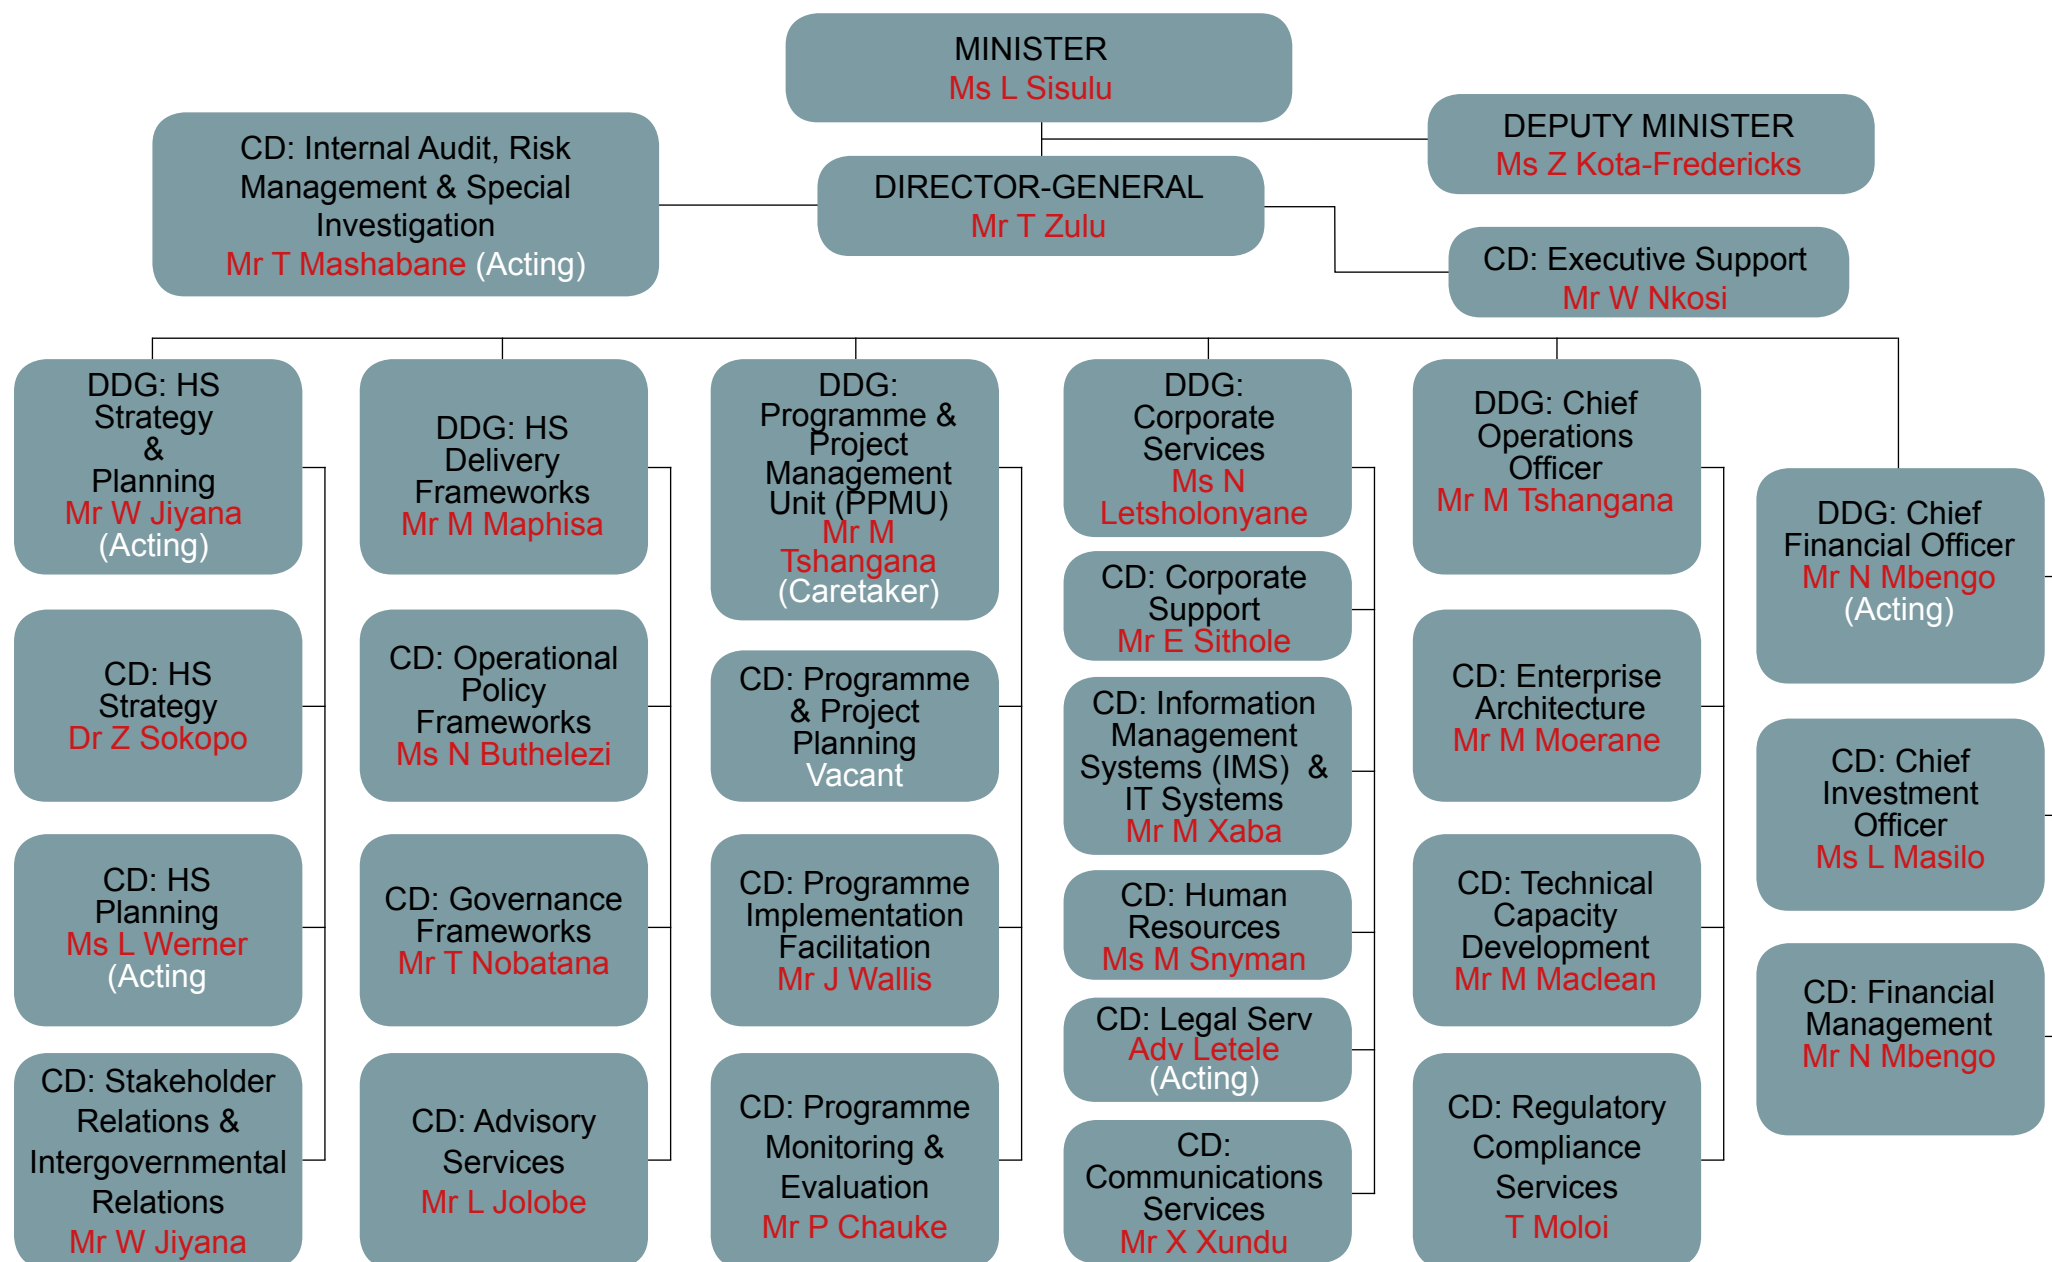 MINISTER
Ms L Sisulu
DEPUTY MINISTER
Ms Z Kota-Fredericks
CD: Internal Audit, Risk
Management & Special
Investigation
Mr T Mashabane (Acting)
DIRECTOR-GENERAL
Mr T Zulu
CD: Executive Support
Mr W Nkosi
DDG: HS
Strategy
&
Planning
Mr W Jiyana
(Acting)
CD: HS
Strategy
Dr Z Sokopo
CD: HS
Planning
Ms L Werner
(Acting
CD: Stakeholder
Relations &
Intergovernmental
Relations
Mr W Jiyana
DDG: HS
Delivery
Frameworks
Mr M Maphisa
CD: Operational
Policy
Frameworks
Ms N Buthelezi
CD: Governance
Frameworks
Mr T Nobatana
CD: Advisory
Services
Mr L Jolobe
DDG:
Programme &
Project
Management
Unit (PPMU)
Mr M
Tshangana
(Caretaker)
CD: Programme
& Project
Planning
Vacant
CD: Programme
Implementation
Facilitation
Mr J Wallis
CD: Programme
Monitoring &
Evaluation
Mr P Chauke
DDG:
Corporate
Services
Ms N
Letsholonyane
CD: Corporate
Support
Mr E Sithole
CD: Information
Management
Systems (IMS)  &
IT Systems
Mr M Xaba
CD: Human
Resources
Ms M Snyman
CD: Legal Serv
Adv Letele
(Acting)
CD:
Communications
Services
Mr X Xundu
DDG: Chief
Operations
Officer
Mr M Tshangana
CD: Enterprise
Architecture
Mr M Moerane
CD: Technical
Capacity
Development
Mr M Maclean
CD: Regulatory
Compliance
Services
T Moloi
DDG: Chief
Financial Officer
Mr N Mbengo
(Acting)
CD: Chief
Investment
Officer
Ms L Masilo
CD: Financial
Management
Mr N Mbengo